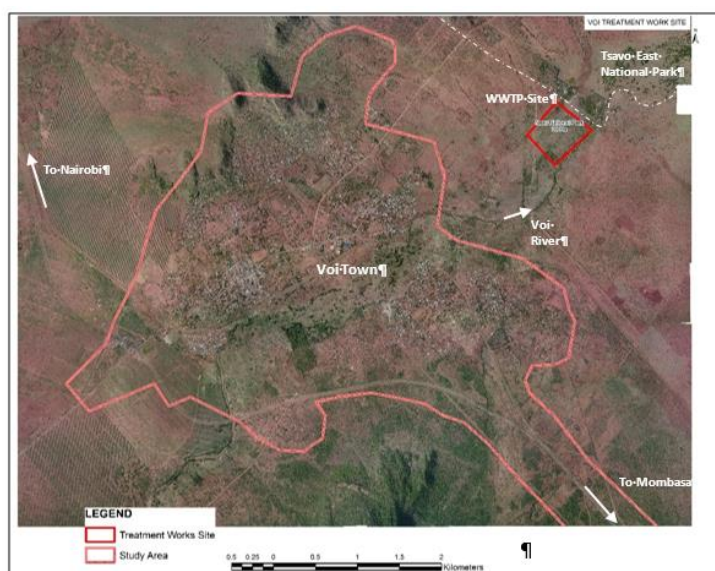 VOI TREATMENT WORK SITE
Tsavo·East·
National·Park¶
WWTP·Site¶
To·Nairobi¶
Voi·
River¶
Voi·Town¶
To·Mombasa
LEGEND
Treatment Works Site
Study Area
0.5 0.25 0 0.5 1 1.5 2
Kilometers
¶